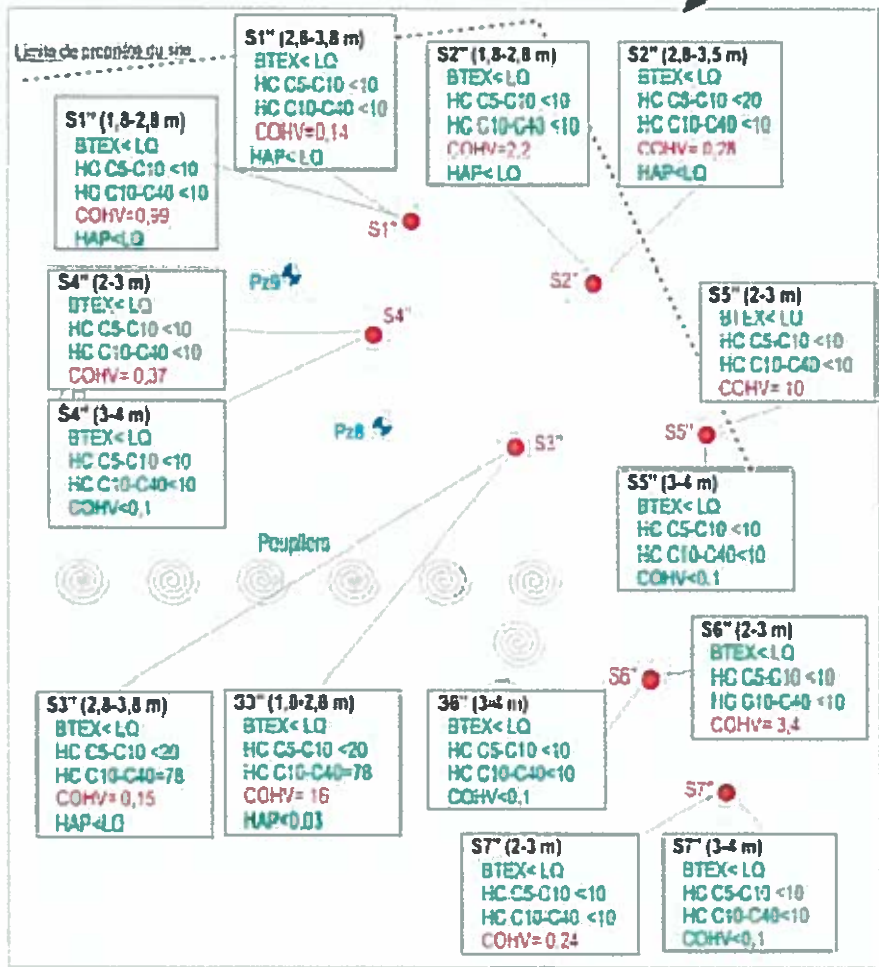 Limite de propriété du site
S1" (2,8-3,8 m)
BTEX< LQ
HC C5-C10 <10
HC C10-C40 <10
COHV=0,14
HAP<LQ
S2" (1,8-2,8 m)
BTEX< LQ
HC C5-C10 <10
HC C10-C40 <10
COHV=2,2
HAP<LQ
S2" (2,8-3,5 m)
BTEX< LQ
HC C5-C10 <20
HC C10-C40 <10
COHV= 0,28
HAP<LQ
S1" (1,8-2,8 m)
BTEX< LQ
HC C5-C10 <10
HC C10-C40 <10
COHV=0,99
HAP<LQ
S1"
Pz9
S2"
S4" (2-3 m)
BTEX< LQ
HC C5-C10 <10
HC C10-C40 <10
COHV= 0,37
S4"
S5" (2-3 m)
BTEX< LQ
HC C5-C10 <10
HC C10-C40 <10
COHV= 10
S4" (3-4 m)
BTEX< LQ
HC C5-C10 <10
HC C10-C40<10
COHV<0,1
Pz8
S3"
S5"
S5" (3-4 m)
BTEX< LQ
HC C5-C10 <10
HC C10-C40<10
COHV<0,1
Peupliers
S6"
S6" (2-3 m)
BTEX< LQ
HC C5-C10 <10
HC C10-C40 <10
COHV= 3,4
S3" (2,8-3,8 m)
BTEX< LQ
HC C5-C10 <20
HC C10-C40=78
COHV= 0,15
HAP<LQ
S3" (1,8-2,8 m)
BTEX< LQ
HC C5-C10 <20
HC C10-C40=78
COHV= 16
HAP<0,03
S6" (3-4 m)
BTEX< LQ
HC C5-C10 <10
HC C10-C40<10
COHV<0,1
S7"
S7" (2-3 m)
BTEX< LQ
HC C5-C10 <10
HC C10-C40 <10
COHV= 0,24
S7" (3-4 m)
BTEX< LQ
HC C5-C10 <10
HC C10-C40<10
COHV<0,1